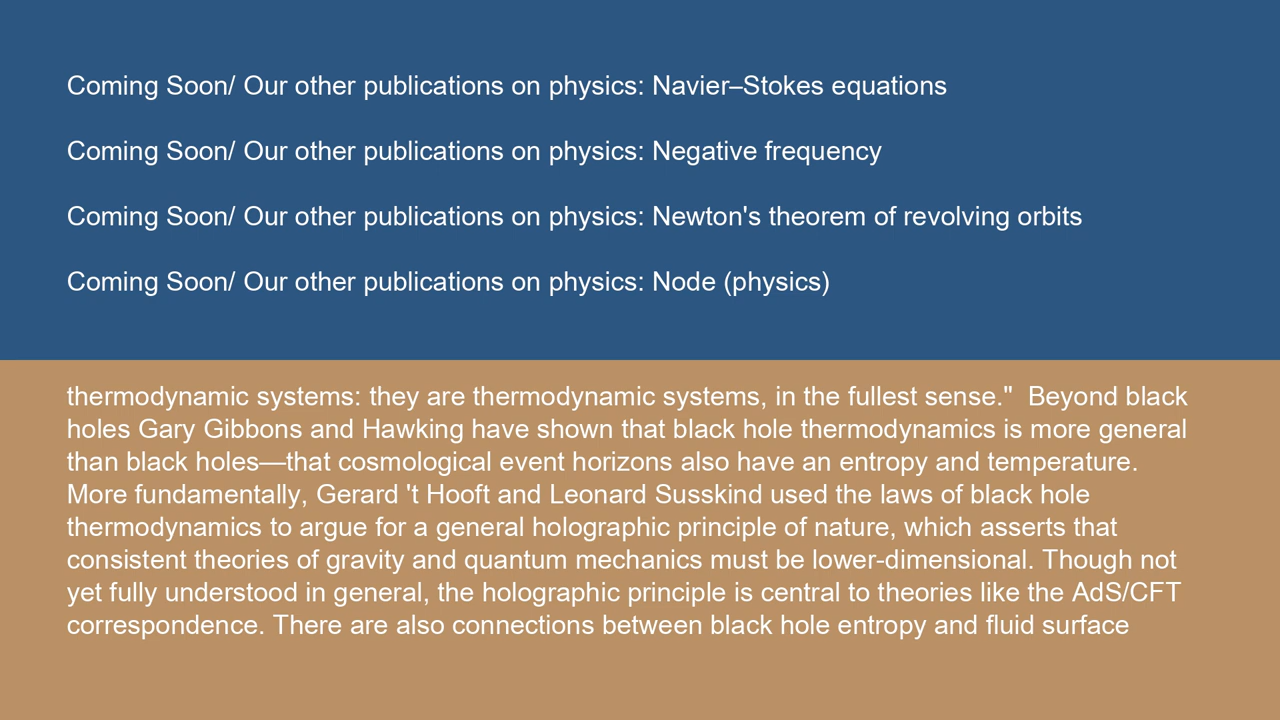 Coming Soon/ Our other publications on physics: Navier–Stokes equations
Coming Soon/ Our other publications on physics: Negative frequency
Coming Soon/ Our other publications on physics: Newton's theorem of revolving orbits
Coming Soon/ Our other publications on physics: Node (physics)
thermodynamic systems: they are thermodynamic systems, in the fullest sense."  Beyond black
holes Gary Gibbons and Hawking have shown that black hole thermodynamics is more general
than black holes—that cosmological event horizons also have an entropy and temperature.
More fundamentally, Gerard 't Hooft and Leonard Susskind used the laws of black hole
thermodynamics to argue for a general holographic principle of nature, which asserts that
consistent theories of gravity and quantum mechanics must be lower-dimensional. Though not
yet fully understood in general, the holographic principle is central to theories like the AdS/CFT
correspondence. There are also connections between black hole entropy and fluid surface